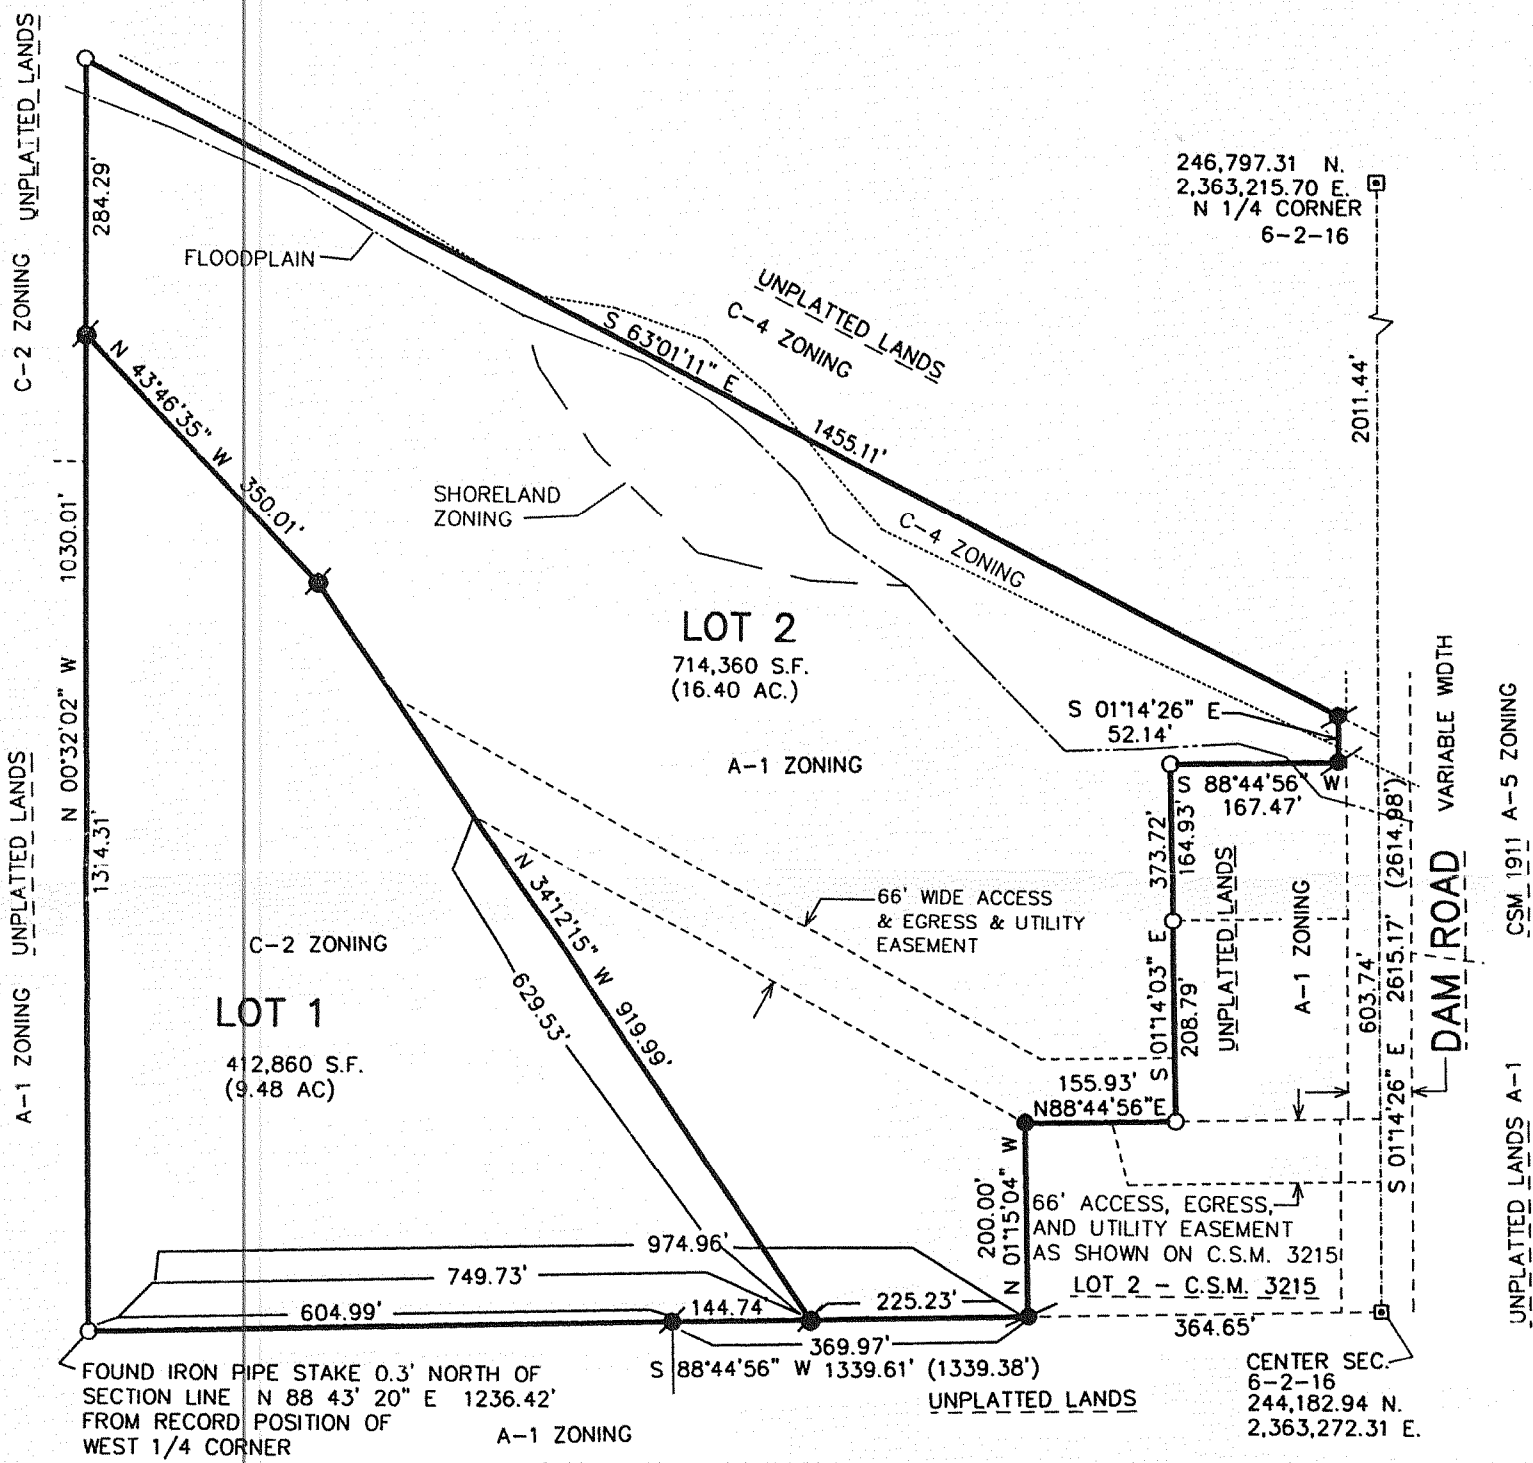 UNPLATTED LANDS
C-2 ZONING
284.29'
246,797.31 N.
2,363,215.70 E.
N 1/4 CORNER
6-2-16
FLOODPLAIN
UNPLATTED LANDS
C-4 ZONING
S 63°01'11" E
1455.11'
2011.44'
N 43°46'35" W
350.01'
SHORELAND
ZONING
C-4 ZONING
1030.01'
N 00°32'02" W
1314.31'
LOT 2
714,360 S.F.
(16.40 AC.)
A-1 ZONING
S 01°14'26" E
52.14'
S 88°44'56" W
167.47'
VARIABLE WIDTH
DAM ROAD
CSM 1911 A-5 ZONING
UNPLATTED LANDS A-1
373.72'
164.93'
S 01°14'03" E
208.79'
UNPLATTED LANDS
A-1 ZONING
603.74'
S 01°14'26" E 2615.17' (2614.98')
A-1 ZONING UNPLATTED LANDS
66' WIDE ACCESS
& EGRESS & UTILITY
EASEMENT
C-2 ZONING
LOT 1
412,860 S.F.
(9.48 AC)
N 34°12'15" W 919.99'
629.53'
155.93'
N88°44'56"E
200.00'
N 01°15'04" W
66' ACCESS, EGRESS,
AND UTILITY EASEMENT
AS SHOWN ON C.S.M. 3215
LOT 2 - C.S.M. 3215
974.96'
749.73'
604.99'
144.74'
225.23'
369.97'
364.65'
S 88°44'56" W 1339.61' (1339.38')
UNPLATTED LANDS
CENTER SEC.
6-2-16
244,182.94 N.
2,363,272.31 E.
FOUND IRON PIPE STAKE 0.3' NORTH OF
SECTION LINE N 88 43' 20" E 1236.42'
FROM RECORD POSITION OF
WEST 1/4 CORNER
A-1 ZONING